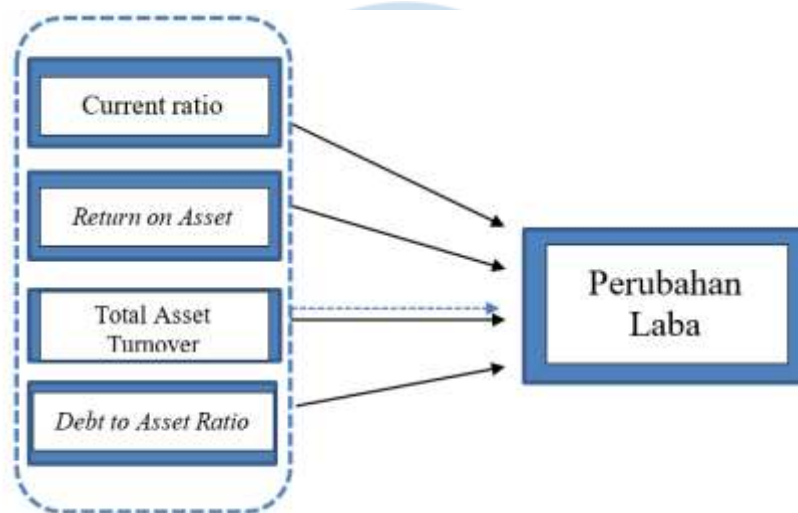 Current ratio
Return on Asset
Total Asset
Turnover
Debt to Asset Ratio
Perubahan
Laba